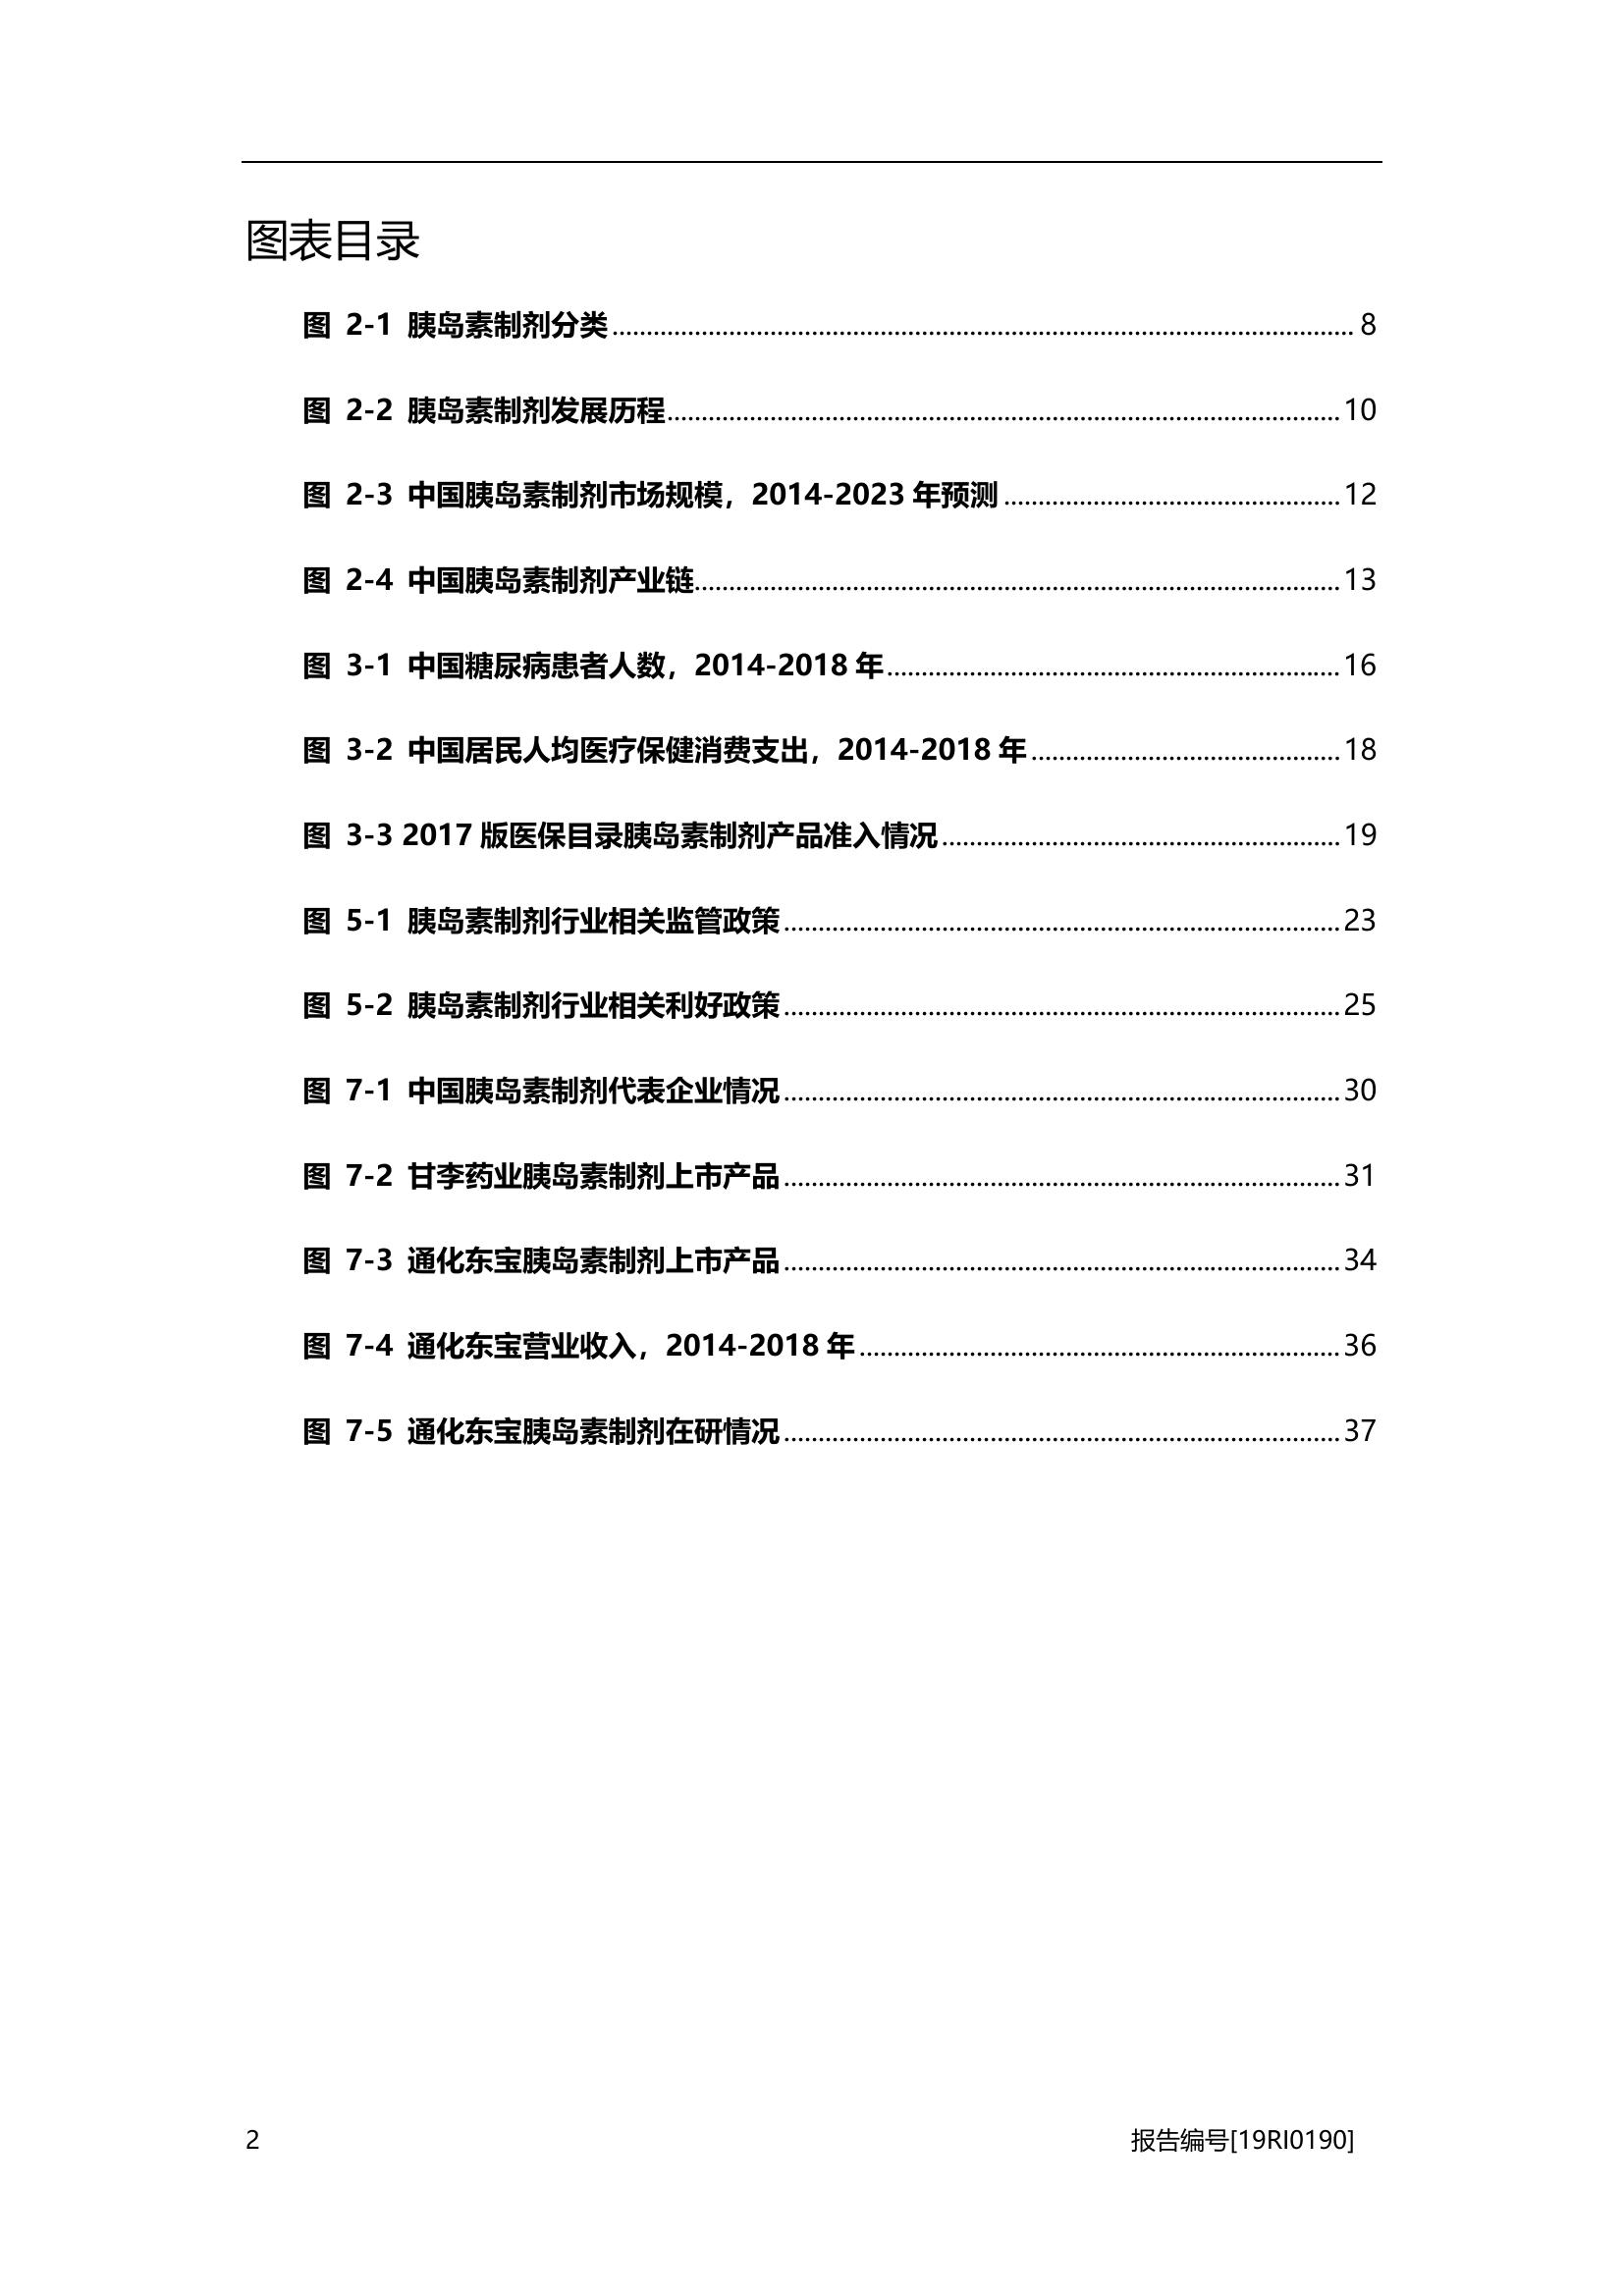 图表目录
图 2-1 胰岛素制剂分类 8
图 2-2 胰岛素制剂发展历程 10
图 2-3 中国胰岛素制剂市场规模，2014-2023 年预测 12
图 2-4 中国胰岛素制剂产业链 13
图 3-1 中国糖尿病患者人数，2014-2018 年 16
图 3-2 中国居民人均医疗保健消费支出，2014-2018 年 18
图 3-3 2017 版医保目录胰岛素制剂产品准入情况 19
图 5-1 胰岛素制剂行业相关监管政策 23
图 5-2 胰岛素制剂行业相关利好政策 25
图 7-1 中国胰岛素制剂代表企业情况 30
图 7-2 甘李药业胰岛素制剂上市产品 31
图 7-3 通化东宝胰岛素制剂上市产品 34
图 7-4 通化东宝营业收入，2014-2018 年 36
图 7-5 通化东宝胰岛素制剂在研情况 37
2 报告编号[19RI0190]